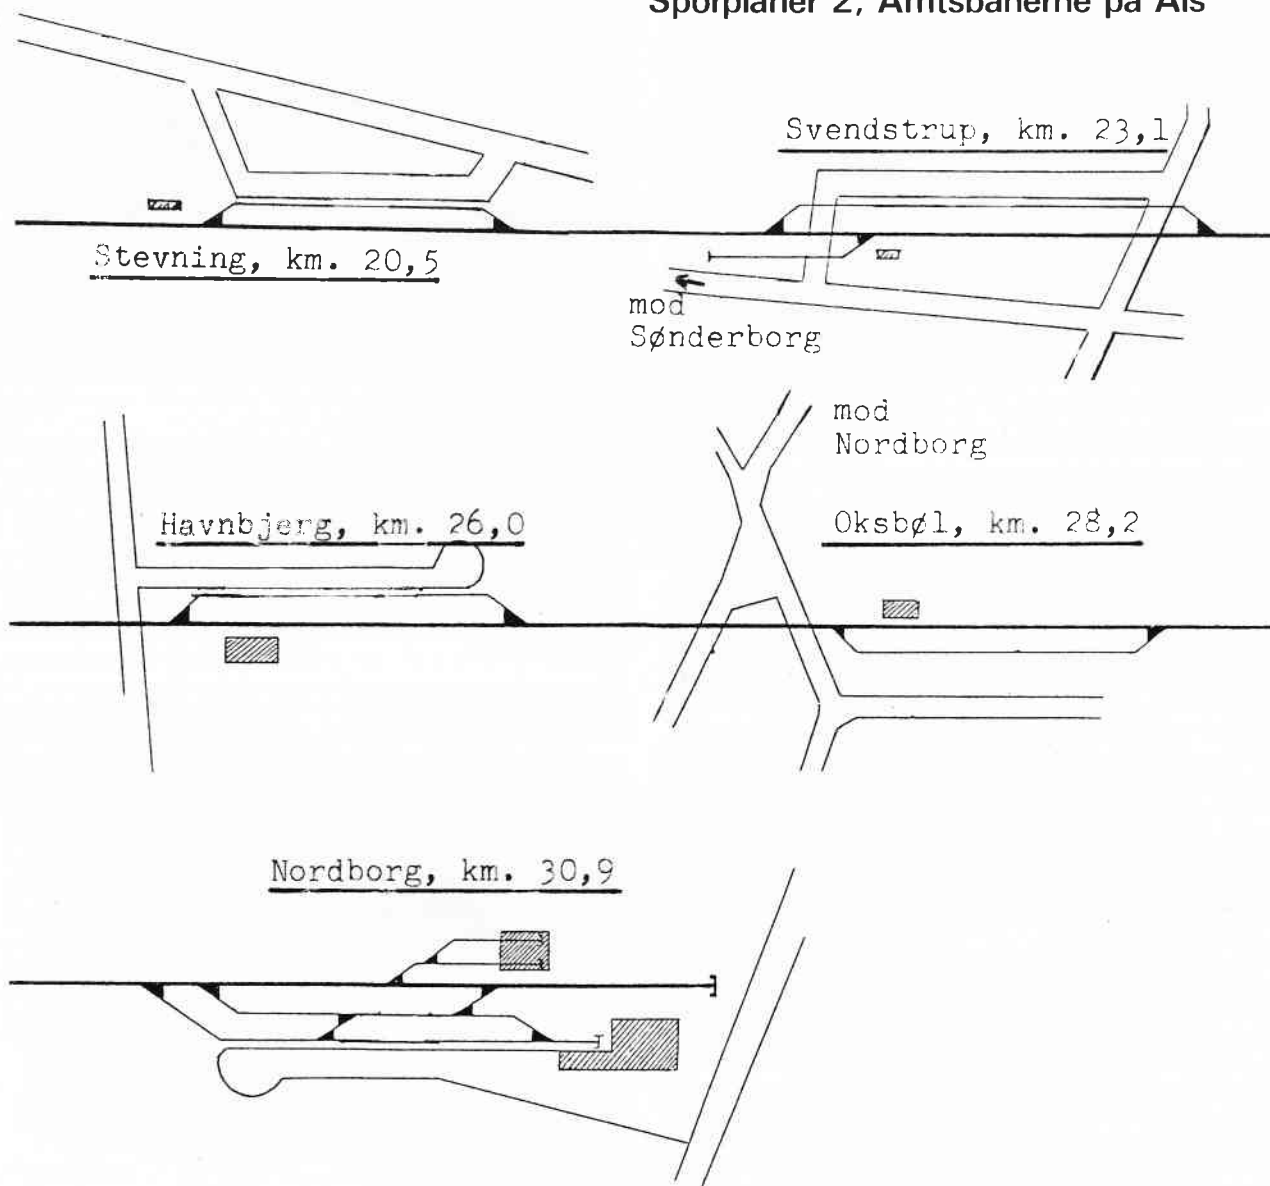 Sporplaner 2, Amtsbanerne på Als
Svendstrup, km. 23,1
Stevning, km. 20,5
mod
Sønderborg
mod
Nordborg
Havnbjerg, km. 26,0
Oksbøl, km. 28,2
Nordborg, km. 30,9